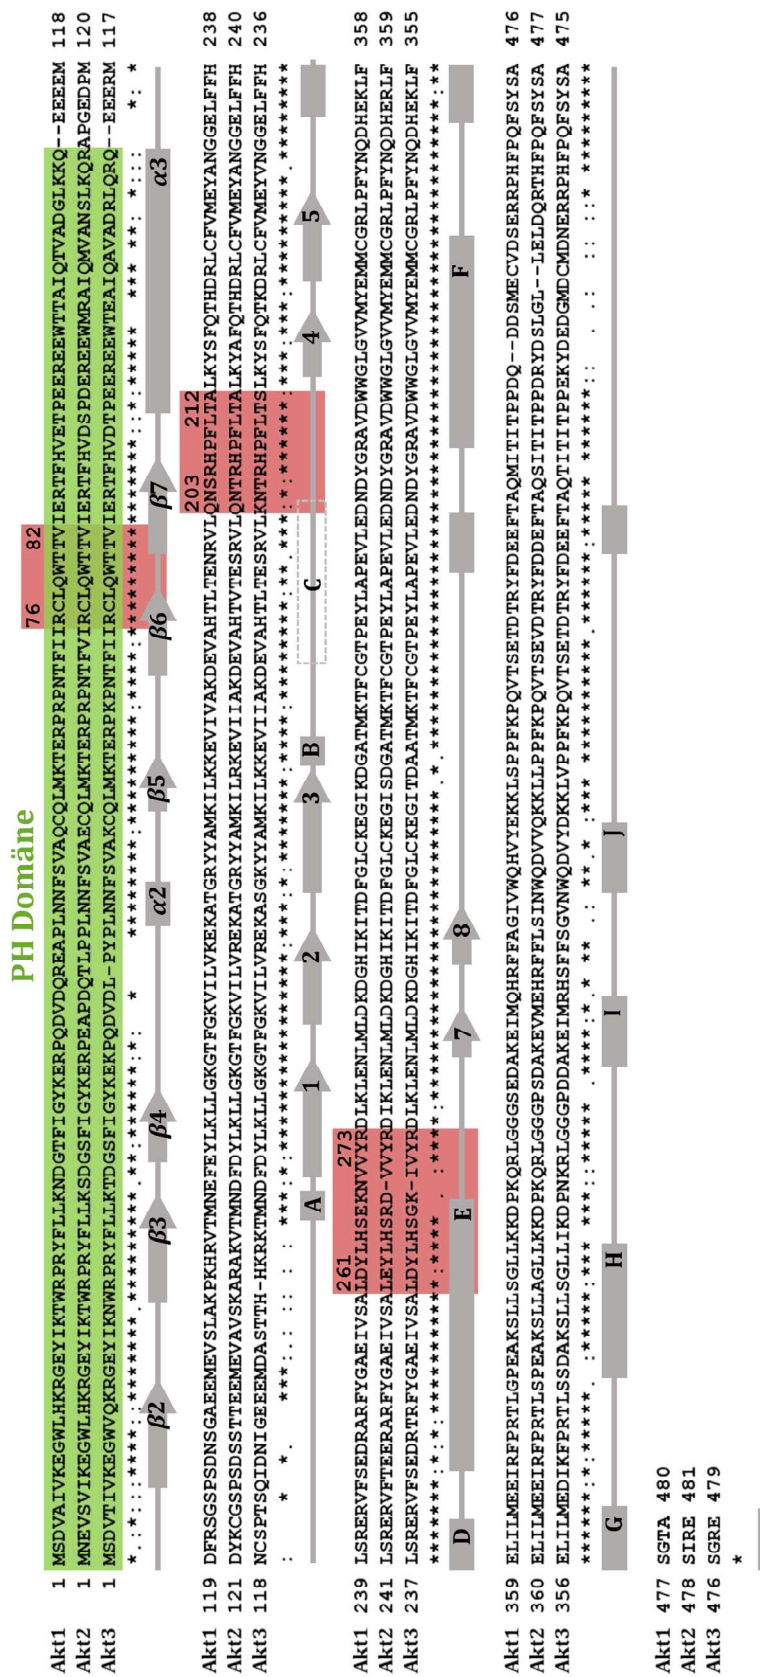 PH Domäne
76 82
Akt1 1 MSDVAIVKEGWLHKRGEYIKTWRPRYFLLKNDGTFIGYKERPQDVDQREAPLNNFSVAQCQLMKTERPRPNTFIIRCLQWTTVIERTFHVETPEEREEWTTAIQTVADGLKKQ--EEEEM 118
Akt2 1 MNEVSVIKEGWLHKRGEYIKTWRPRYFLLKSDGSFIGYKERPEAPDQTLPPLNNFSVAECQLMKTERPRPNTFVIRCLQWTTVIERTFHVDSPDEREEWMRAIQMVANSLKQRAPGEDPM 120
Akt3 1 MSDVTIVKEGWVQKRGEYIKNWRPRYFLLKTDGSFIGYKEKPQDVDL-PYPLNNFSVAKCQLMKTERPKPNTFIIRCLQWTTVIERTFHVDTPEEREEWTEAIQAVADRLQRQ--EEERM 117
β2 β3 β4 α2 β5 β6 β7 α3
203 212
Akt1 119 DFRSGSPSDNSGAEEMEVSLAKPKHRVTMNEFEYLKLLGKGTFGKVILVKEKATGRYYAMKILKKEVIVAKDEVAHTLTENRVLQNSRHPFLTALKYSFQTHDRLCFVMEYANGGELFFH 238
Akt2 121 DYKCGSPSDSSTTEEMEVAVSKARAKVTMNDFDYLKLLGKGTFGKVILVREKATGRYYAMKILRKEVIIAKDEVAHTVTESRVLQNTRHPFLTALKYAFQTHDRLCFVMEYANGGELFFH 240
Akt3 118 NCSPTSQIDNIGEEEMDASTTH-HKRKTMNDFDYLKLLGKGTFGKVILVREKASGKYYAMKILKKEVIIAKDEVAHTLTESRVLKNTRHPFLTSLKYSFQTKDRLCFVMEYVNGGELFFH 236
A 1 2 3 B C 4 5
261 273
Akt1 239 LSRERVFSEDRARFYGAEIVSALDYLHSEKNVVYRDLKLENLMLDKDGHIKITDFGLCKEGIKDGATMKTFCGTPEYLAPEVLEDNDYGRAVDWWGLGVVMYEMMCGRLPFYNQDHEKLF 358
Akt2 241 LSRERVFTEERARFYGAEIVSALEYLHSRD-VVYRDIKLENLMLDKDGHIKITDFGLCKEGISDGATMKTFCGTPEYLAPEVLEDNDYGRAVDWWGLGVVMYEMMCGRLPFYNQDHERLF 359
Akt3 237 LSRERVFSEDRTRFYGAEIVSALDYLHSGK-IVYRDLKLENLMLDKDGHIKITDFGLCKEGITDAATMKTFCGTPEYLAPEVLEDNDYGRAVDWWGLGVVMYEMMCGRLPFYNQDHEKLF 355
D E 7 8 F
Akt1 359 ELILMEEIRFPRTLGPEAKSLLSGLLKKDPKQRLGGGSEDAKEIMQHRFFAGIVWQHVYEKKLSPPFKPQVTSETDTRYFDEEFTAQMITITPPDQ--DDSMECVDSERRPHFPQFSYSA 476
Akt2 360 ELILMEEIRFPRTLSPEAKSLLAGLLKKDPKQRLGGGPSDAKEVMEHRFFLSINWQDVVQKKLLPPFKPQVTSEVDTRYFDDEFTAQSITITPPDRYDSLGL--LELDQRTHFPQFSYSA 477
Akt3 356 ELILMEDIKFPRTLSSDAKSLLSGLLIKDPNKRLGGGPDDAKEIMRHSFFSGVNWQDVYDKKLVPPFKPQVTSETDTRYFDEEFTAQTITITPPEKYDEDGMDCMDNERRPHFPQFSYSA 475
G H I J
Akt1 477 SGTA 480
Akt2 478 SIRE 481
Akt3 476 SGRE 479